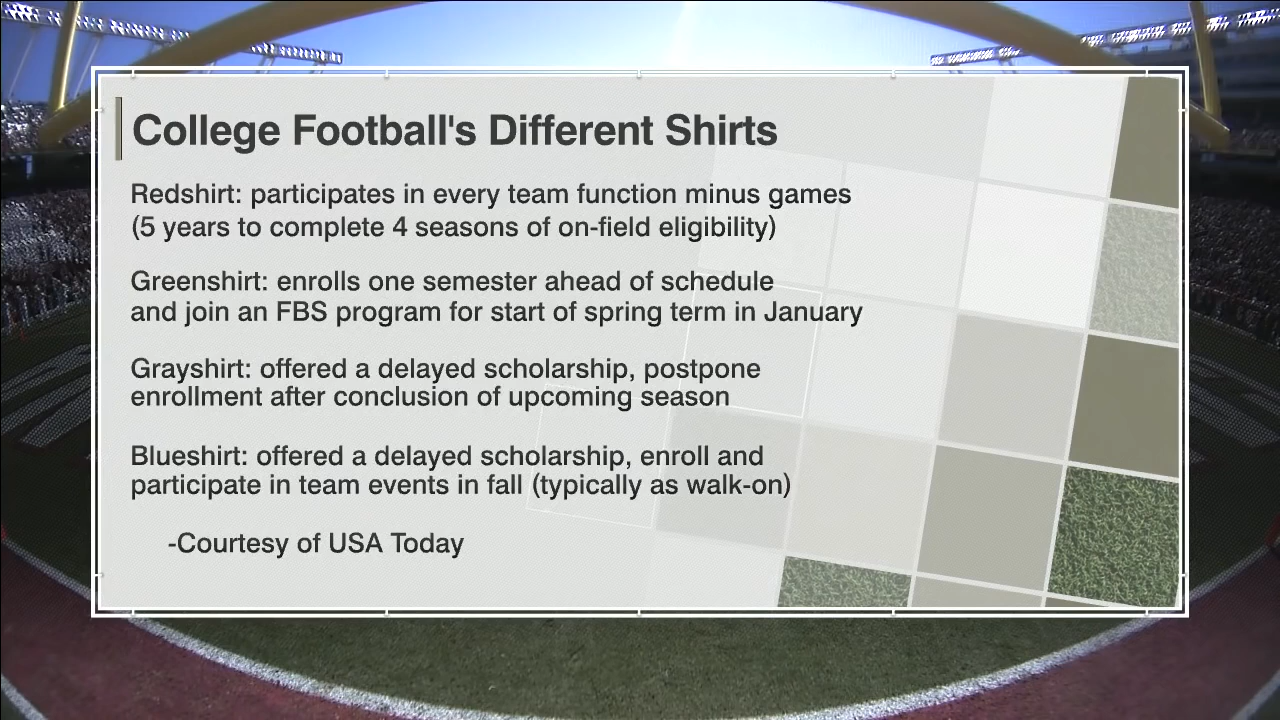 College Football's Different Shirts
Redshirt: participates in every team function minus games
(5 years to complete 4 seasons of on-field eligibility)
Greenshirt: enrolls one semester ahead of schedule
and join an FBS program for start of spring term in January
Grayshirt: offered a delayed scholarship, postpone
enrollment after conclusion of upcoming season
Blueshirt: offered a delayed scholarship, enroll and
participate in team events in fall (typically as walk-on)
-Courtesy of USA Today